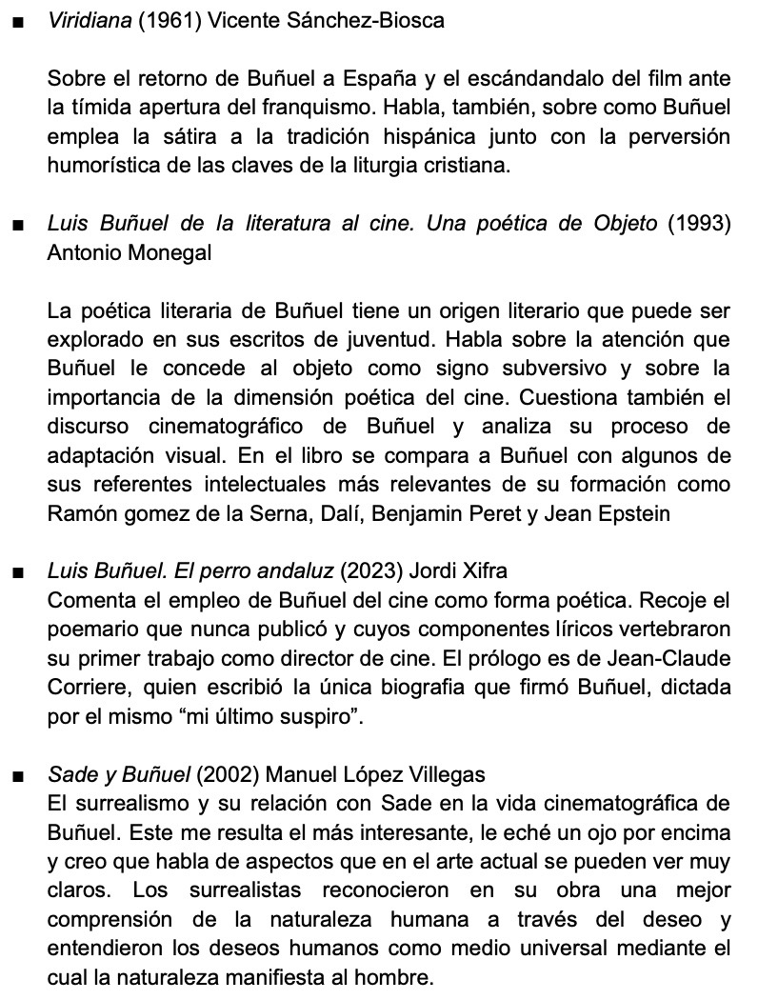 ▪ Viridiana (1961) Vicente Sánchez-Biosca
Sobre el retorno de Buñuel a España y el escándandalo del film ante
la tímida apertura del franquismo. Habla, también, sobre como Buñuel
emplea la sátira a la tradición hispánica junto con la perversión
humorística de las claves de la liturgia cristiana.
▪ Luis Buñuel de la literatura al cine. Una poética de Objeto (1993)
Antonio Monegal
La poética literaria de Buñuel tiene un origen literario que puede ser
explorado en sus escritos de juventud. Habla sobre la atención que
Buñuel le concede al objeto como signo subversivo y sobre la
importancia de la dimensión poética del cine. Cuestiona también el
discurso cinematográfico de Buñuel y analiza su proceso de
adaptación visual. En el libro se compara a Buñuel con algunos de
sus referentes intelectuales más relevantes de su formación como
Ramón gomez de la Serna, Dalí, Benjamin Peret y Jean Epstein
▪ Luis Buñuel. El perro andaluz (2023) Jordi Xifra
Comenta el empleo de Buñuel del cine como forma poética. Recoje el
poemario que nunca publicó y cuyos componentes líricos vertebraron
su primer trabajo como director de cine. El prólogo es de Jean-Claude
Corriere, quien escribió la única biografia que firmó Buñuel, dictada
por el mismo “mi último suspiro”.
▪ Sade y Buñuel (2002) Manuel López Villegas
El surrealismo y su relación con Sade en la vida cinematográfica de
Buñuel. Este me resulta el más interesante, le eché un ojo por encima
y creo que habla de aspectos que en el arte actual se pueden ver muy
claros. Los surrealistas reconocieron en su obra una mejor
comprensión de la naturaleza humana a través del deseo y
entendieron los deseos humanos como medio universal mediante el
cual la naturaleza manifiesta al hombre.